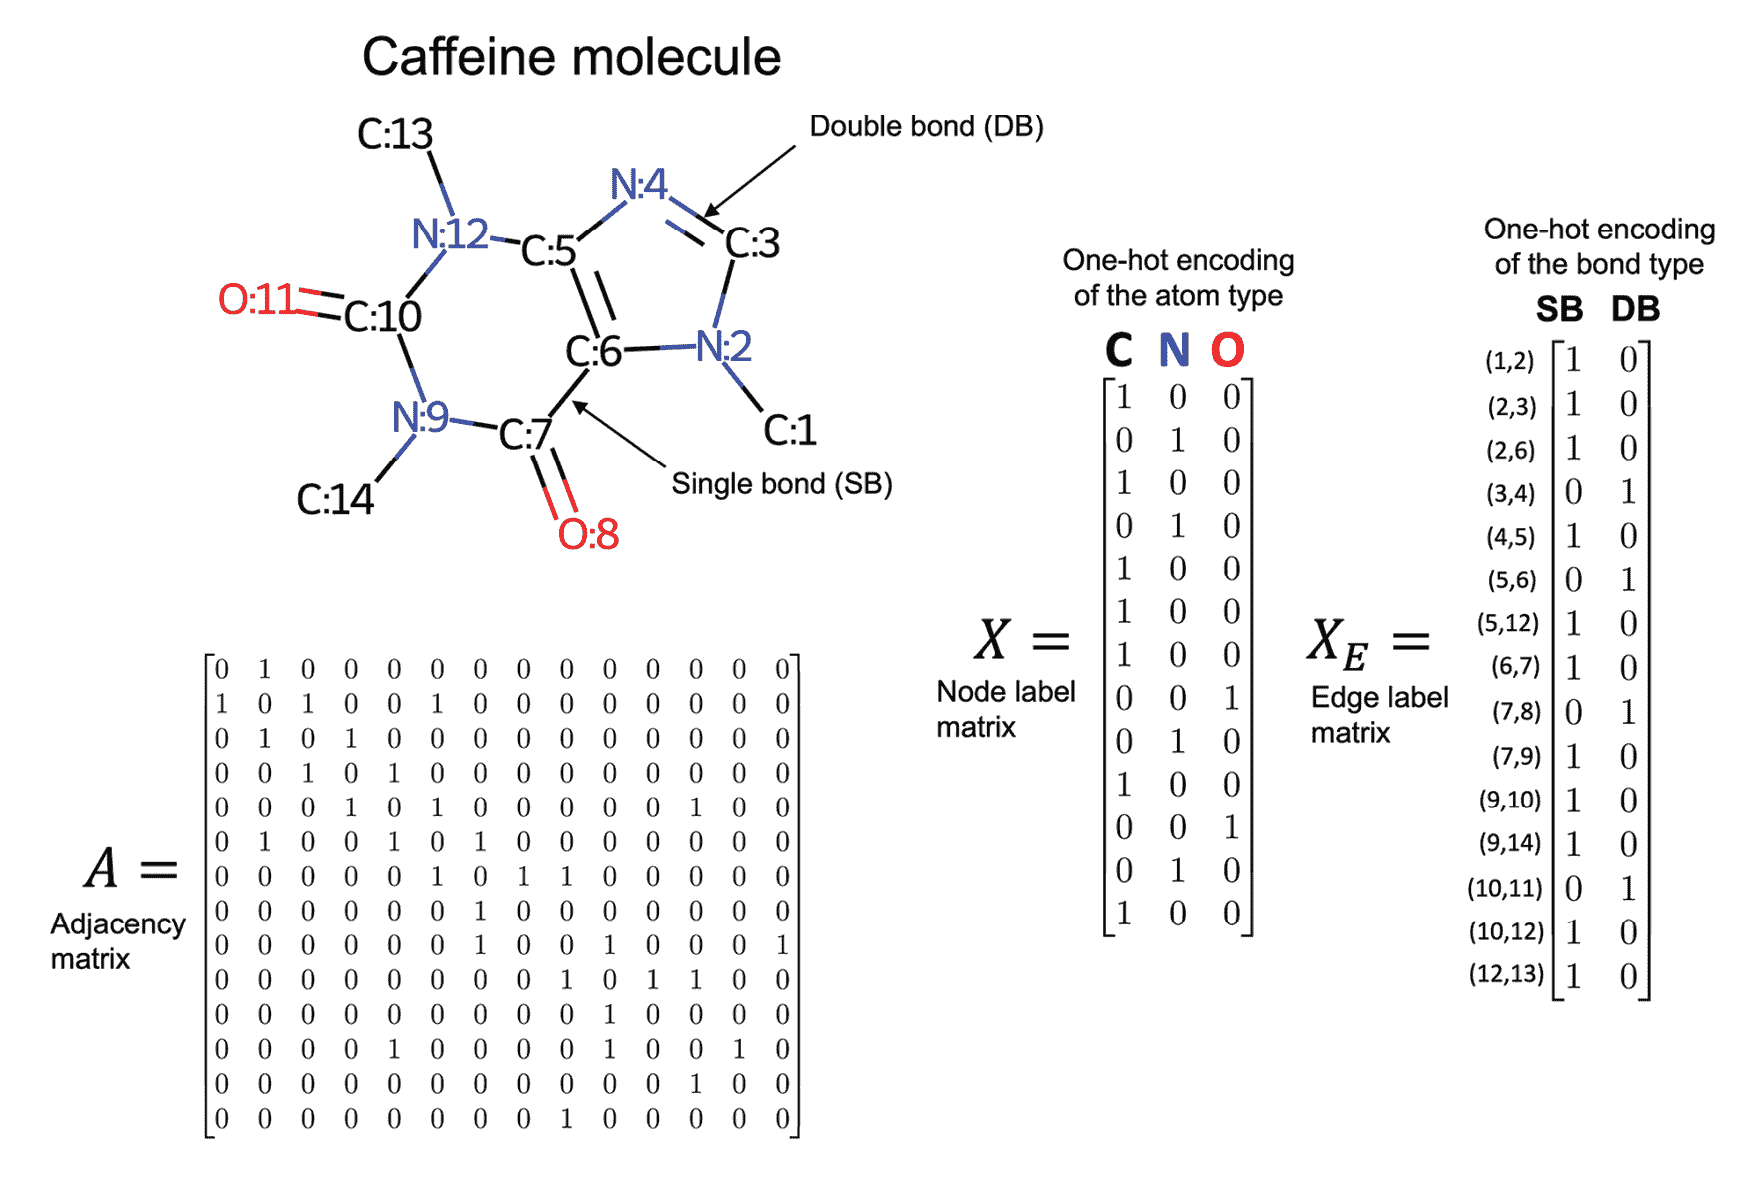 Caffeine molecule
C:13
Double bond (DB)
N:4
N:12
C:5
C:3
O:11
C:10
C:6
N:2
N:9
C:7
C:1
C:14
Single bond (SB)
O:8
A =
Adjacency
matrix
0 1 0 0 0 0 0 0 0 0 0 0 0 0
1 0 1 0 0 1 0 0 0 0 0 0 0 0
0 1 0 1 0 0 0 0 0 0 0 0 0 0
0 0 1 0 1 0 0 0 0 0 0 0 0 0
0 0 0 1 0 1 0 0 0 0 0 1 0 0
0 1 0 0 1 0 1 0 0 0 0 0 0 0
0 0 0 0 0 1 0 1 1 0 0 0 0 0
0 0 0 0 0 0 1 0 0 0 0 0 0 0
0 0 0 0 0 0 1 0 0 1 0 0 0 1
0 0 0 0 0 0 0 0 1 0 1 1 0 0
0 0 0 0 0 0 0 0 0 1 0 0 0 0
0 0 0 0 1 0 0 0 0 1 0 0 1 0
0 0 0 0 0 0 0 0 0 0 0 1 0 0
0 0 0 0 0 0 0 0 1 0 0 0 0 0
One-hot encoding
of the atom type
C N O
X =
Node label
matrix
1 0 0
0 1 0
1 0 0
0 1 0
1 0 0
1 0 0
1 0 0
0 0 1
0 1 0
1 0 0
0 0 1
0 1 0
1 0 0
One-hot encoding
of the bond type
SB DB
X_E =
Edge label
matrix
(1,2) 1 0
(2,3) 1 0
(2,6) 1 0
(3,4) 0 1
(4,5) 1 0
(5,6) 0 1
(5,12) 1 0
(6,7) 1 0
(7,8) 0 1
(7,9) 1 0
(9,10) 1 0
(9,14) 1 0
(10,11) 0 1
(10,12) 1 0
(12,13) 1 0